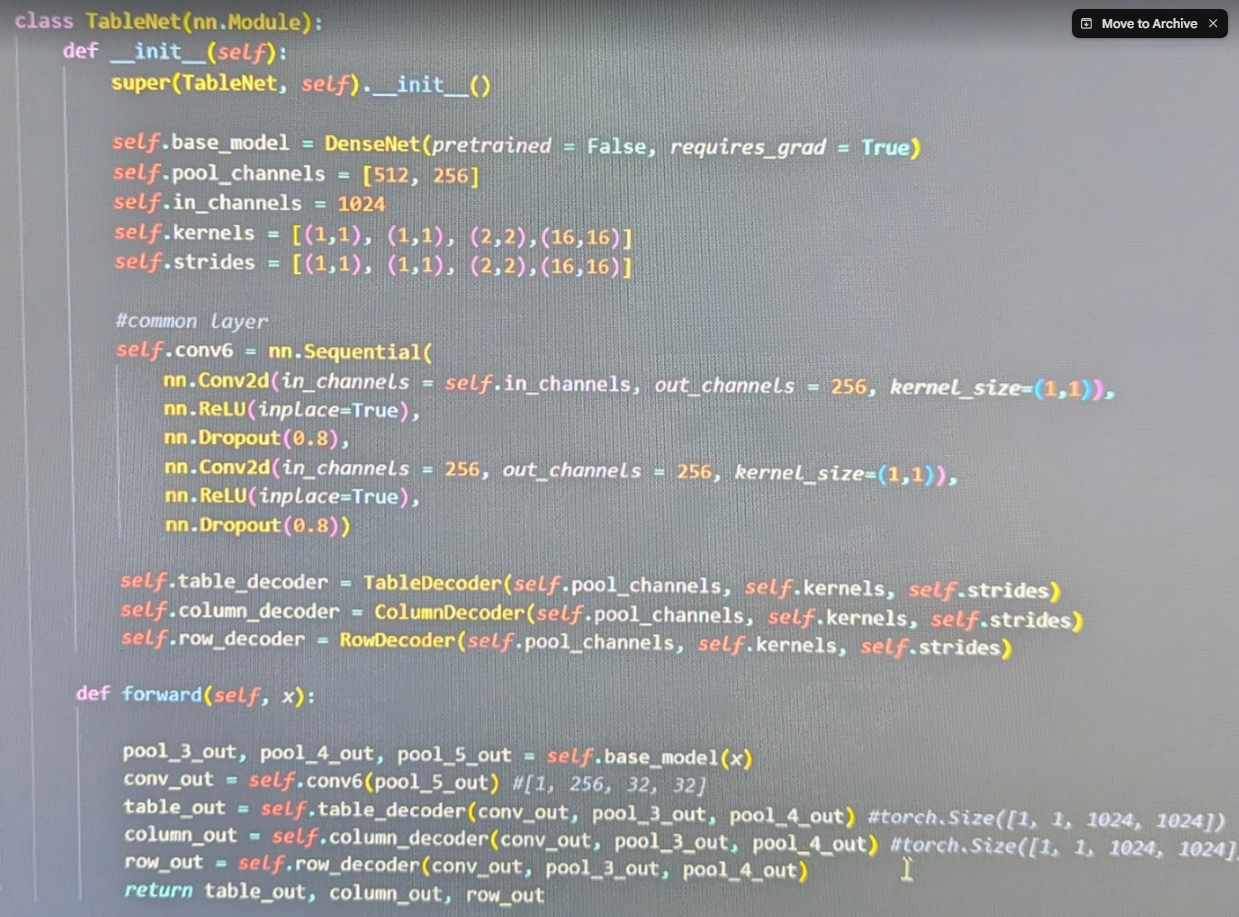 Move to Archive ×
class TableNet(nn.Module):
    def __init__(self):
        super(TableNet, self).__init__()

        self.base_model = DenseNet(pretrained = False, requires_grad = True)
        self.pool_channels = [512, 256]
        self.in_channels = 1024
        self.kernels = [(1,1), (1,1), (2,2),(16,16)]
        self.strides = [(1,1), (1,1), (2,2),(16,16)]

        #common layer
        self.conv6 = nn.Sequential(
            nn.Conv2d(in_channels = self.in_channels, out_channels = 256, kernel_size=(1,1)),
            nn.ReLU(inplace=True),
            nn.Dropout(0.8),
            nn.Conv2d(in_channels = 256, out_channels = 256, kernel_size=(1,1)),
            nn.ReLU(inplace=True),
            nn.Dropout(0.8))

        self.table_decoder = TableDecoder(self.pool_channels, self.kernels, self.strides)
        self.column_decoder = ColumnDecoder(self.pool_channels, self.kernels, self.strides)
        self.row_decoder = RowDecoder(self.pool_channels, self.kernels, self.strides)

    def forward(self, x):

        pool_3_out, pool_4_out, pool_5_out = self.base_model(x)
        conv_out = self.conv6(pool_5_out) #[1, 256, 32, 32]
        table_out = self.table_decoder(conv_out, pool_3_out, pool_4_out) #torch.Size([1, 1, 1024, 1024])
        column_out = self.column_decoder(conv_out, pool_3_out, pool_4_out) #torch.Size([1, 1, 1024, 1024]
        row_out = self.row_decoder(conv_out, pool_3_out, pool_4_out)
        return table_out, column_out, row_out